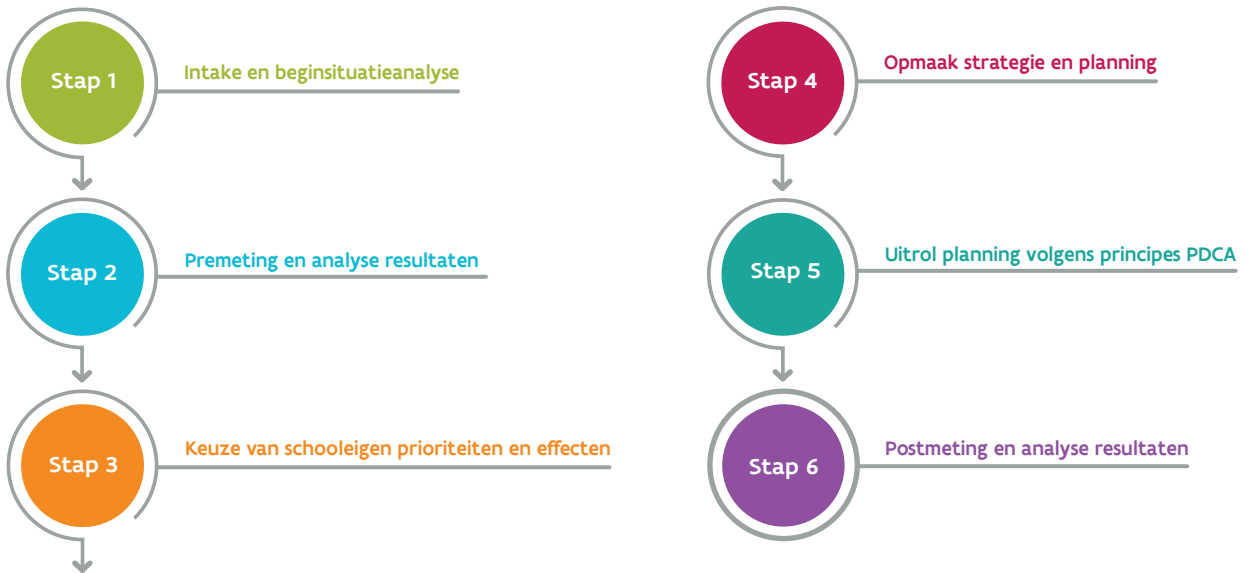 Stap 1
Intake en beginsituatieanalyse
Stap 2
Premeting en analyse resultaten
Stap 3
Keuze van schooleigen prioriteiten en effecten
Stap 4
Opmaak strategie en planning
Stap 5
Uitrol planning volgens principes PDCA
Stap 6
Postmeting en analyse resultaten